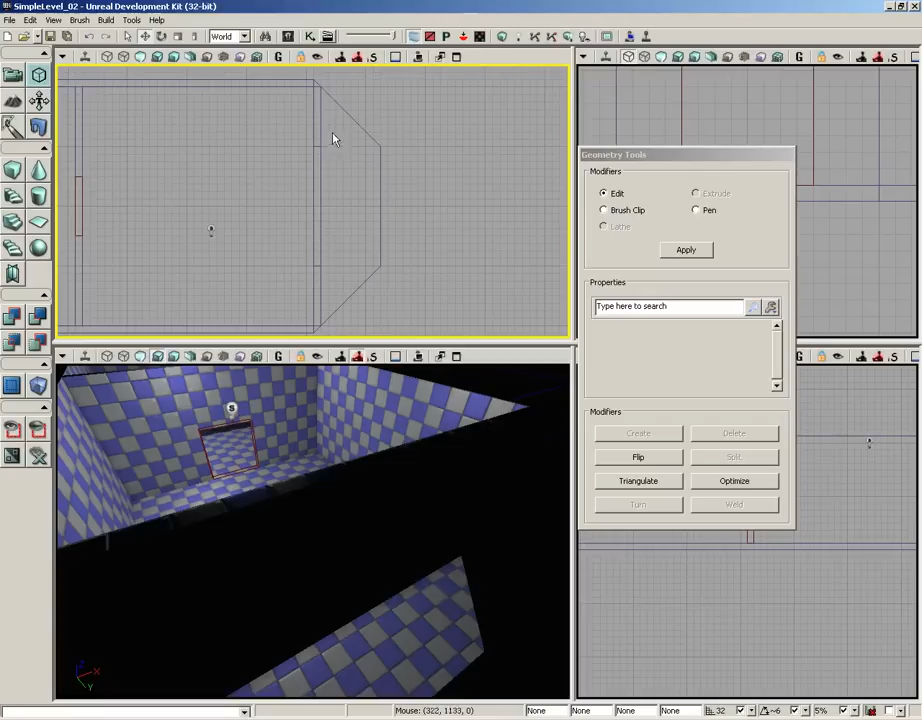 SimpleLevel_02 - Unreal Development Kit (32-bit)
File Edit View Brush Build Tools Help
World
Geometry Tools
Modifiers
Edit
Extrude
Brush Clip
Pen
Lathe
Apply
Properties
Type here to search
Modifiers
Create
Delete
Flip
Split
Triangulate
Optimize
Turn
Weld
Mouse: (322, 1133, 0)
None
None
None
None
32
~6
5%